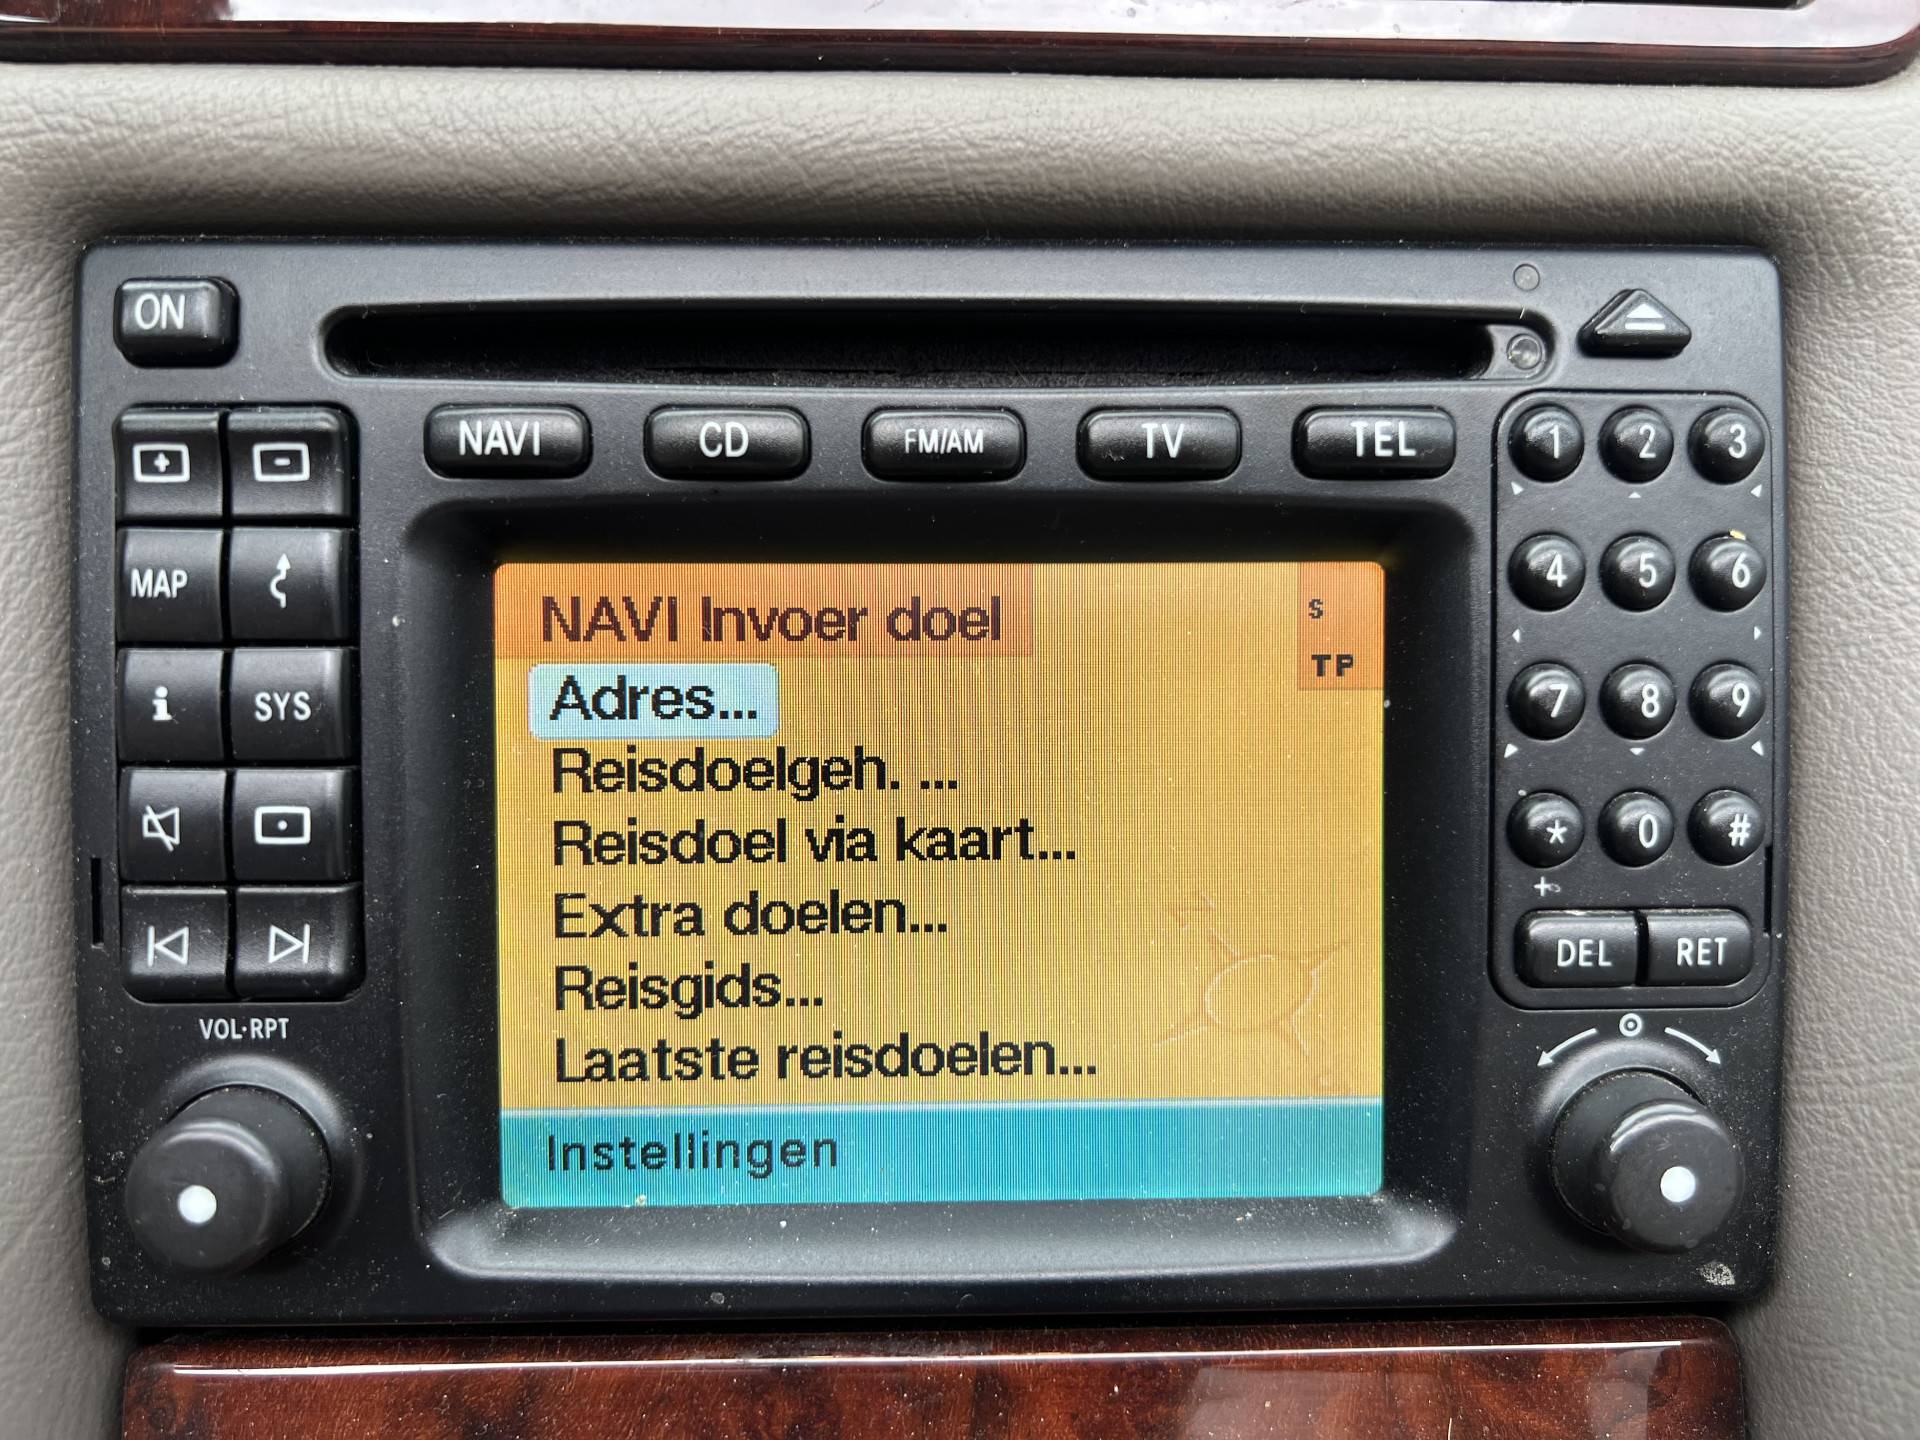 ON
NAVI CD FM/AM TV TEL
1 2 3
MAP
4 5 6
i SYS
7 8 9
* 0 #
+
DEL RET
VOL·RPT
NAVI Invoer doel
S
TP
Adres...
Reisdoelgeh. ...
Reisdoel via kaart...
Extra doelen...
Reisgids...
Laatste reisdoelen...
Instellingen